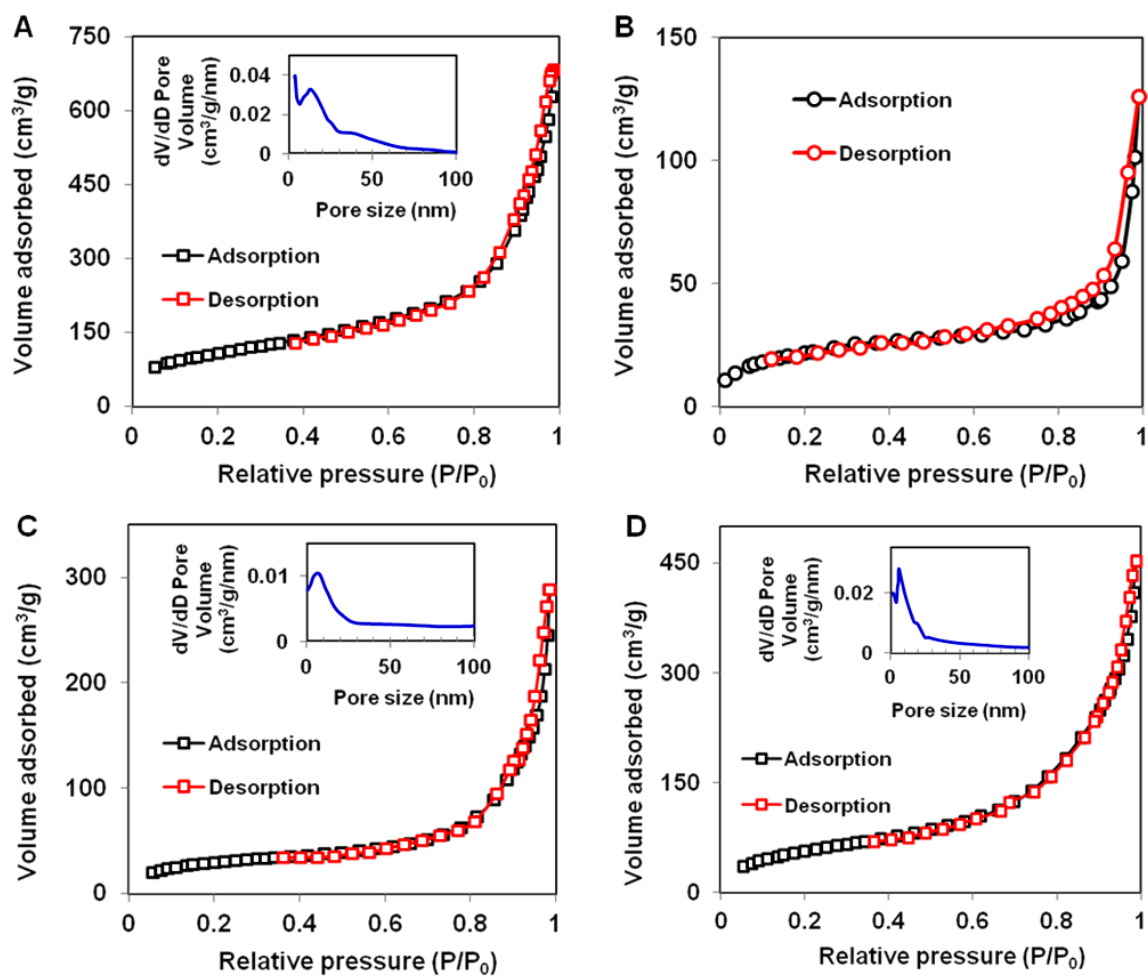 A
750
600
450
300
150
0
Volume adsorbed (cm³/g)
dV/dD Pore
Volume
(cm³/g/nm)
0.04
0.02
0
0
50
100
Pore size (nm)
Adsorption
Desorption
0
0.2
0.4
0.6
0.8
1
Relative pressure (P/P₀)
B
150
100
50
0
Volume adsorbed (cm³/g)
Adsorption
Desorption
0
0.2
0.4
0.6
0.8
1
Relative pressure (P/P₀)
C
300
200
100
0
Volume adsorbed (cm³/g)
dV/dD Pore
Volume
(cm³/g/nm)
0.01
0
0
50
100
Pore size (nm)
Adsorption
Desorption
0
0.2
0.4
0.6
0.8
1
Relative pressure (P/P₀)
D
450
300
150
0
Volume adsorbed (cm³/g)
dV/dD Pore
Volume
(cm³/g/nm)
0.02
0
0
50
100
Pore size (nm)
Adsorption
Desorption
0
0.2
0.4
0.6
0.8
1
Relative pressure (P/P₀)